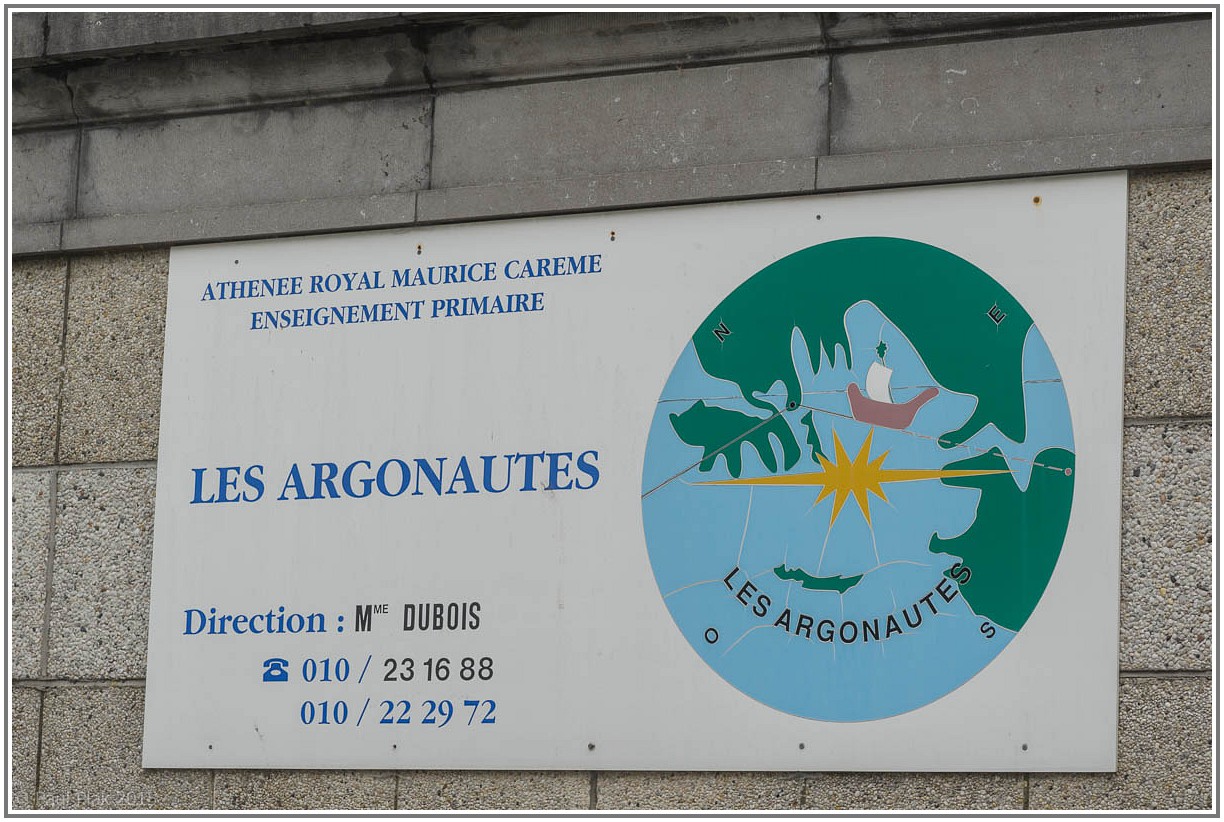 ATHENEE ROYAL MAURICE CAREME
ENSEIGNEMENT PRIMAIRE
LES ARGONAUTES
Direction : MME DUBOIS
☎ 010 / 23 16 88
010 / 22 29 72
N
E
LES ARGONAUTES
O
S